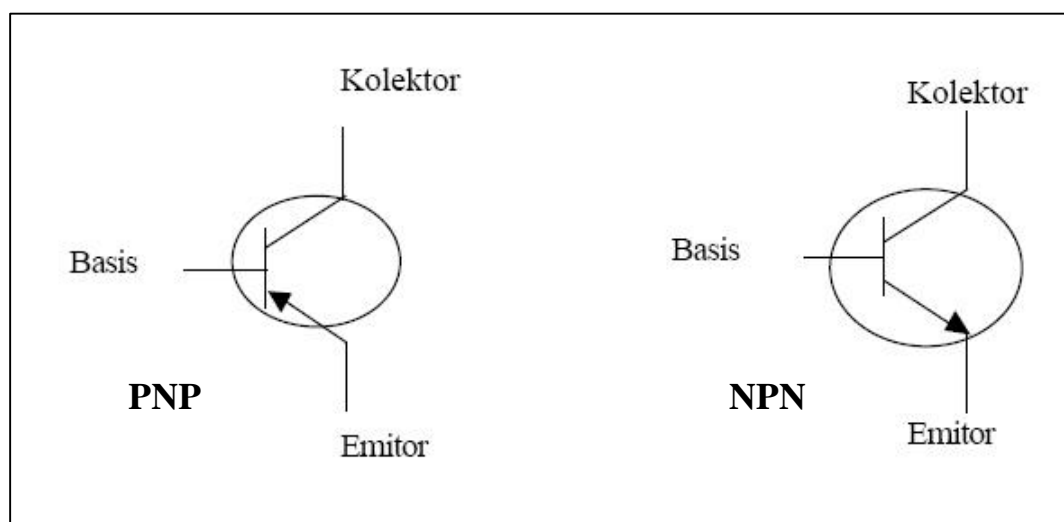 Kolektor
Basis
PNP
Emitor
Kolektor
Basis
NPN
Emitor